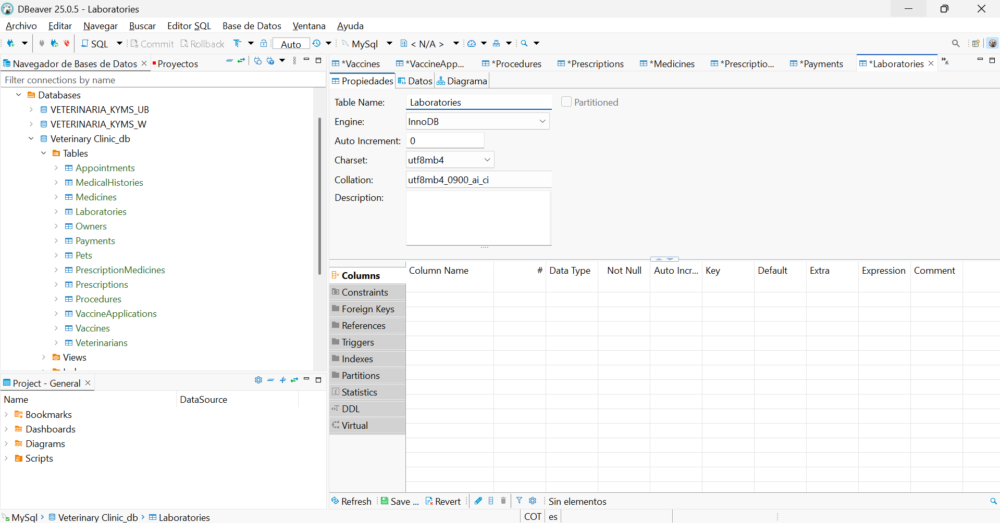 DBeaver 25.0.5 - Laboratories
Archivo Editar Navegar Buscar Editor SQL Base de Datos Ventana Ayuda
SQL Commit Rollback Auto MySql < N/A >
Navegador de Bases de Datos Proyectos
Filter connections by name
Databases
VETERINARIA_KYMS_UB
VETERINARIA_KYMS_W
Veterinary Clinic_db
Tables
Appointments
MedicalHistories
Medicines
Laboratories
Owners
Payments
Pets
PrescriptionMedicines
Prescriptions
Procedures
VaccineApplications
Vaccines
Veterinarians
Views
Project - General
Name DataSource
Bookmarks
Dashboards
Diagrams
Scripts
*Vaccines *VaccineApp... *Procedures *Prescriptions *Medicines *Prescriptio... *Payments *Laboratories »6
Propiedades Datos Diagrama
Table Name: Laboratories Partitioned
Engine: InnoDB
Auto Increment: 0
Charset: utf8mb4
Collation: utf8mb4_0900_ai_ci
Description:
Columns
Constraints
Foreign Keys
References
Triggers
Indexes
Partitions
Statistics
DDL
Virtual
Column Name # Data Type Not Null Auto Incr... Key Default Extra Expression Comment
Refresh Save ... Revert Sin elementos
MySql Veterinary Clinic_db Laboratories COT es